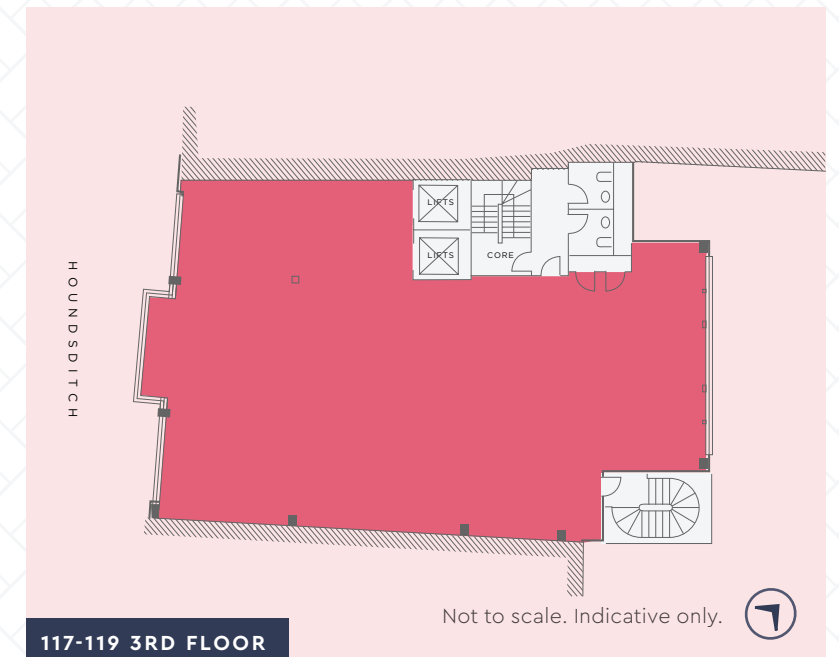 LIFTS
LIFTS
CORE
HOUNDSDITCH
Not to scale. Indicative only.
117-119 3RD FLOOR